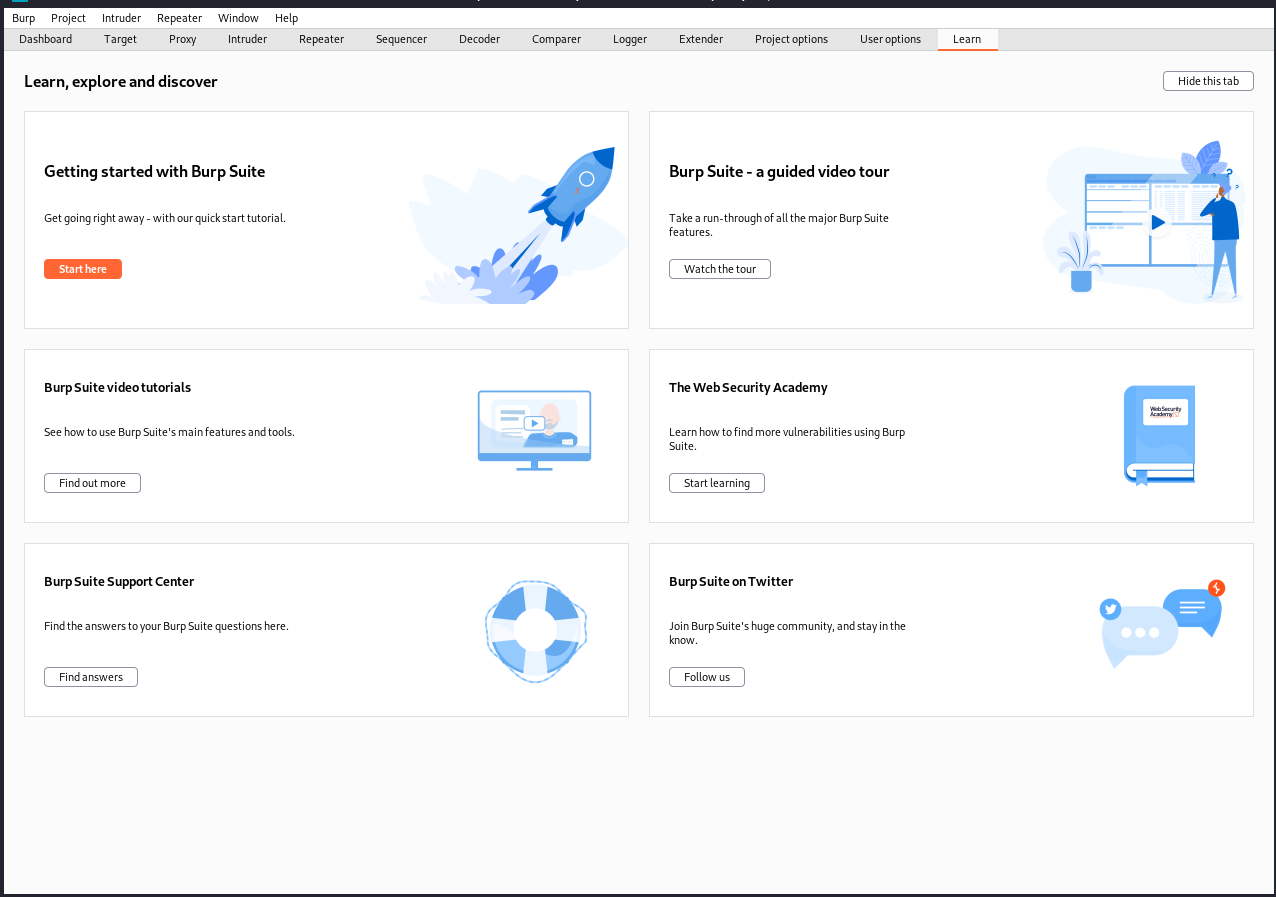 Burp Project Intruder Repeater Window Help
Dashboard Target Proxy Intruder Repeater Sequencer Decoder Comparer Logger Extender Project options User options Learn
Learn, explore and discover
Hide this tab
Getting started with Burp Suite
Get going right away - with our quick start tutorial.
Start here
Burp Suite - a guided video tour
Take a run-through of all the major Burp Suite
features.
Watch the tour
Burp Suite video tutorials
See how to use Burp Suite's main features and tools.
Find out more
The Web Security Academy
Learn how to find more vulnerabilities using Burp
Suite.
Start learning
Web Security
Academy
Burp Suite Support Center
Find the answers to your Burp Suite questions here.
Find answers
Burp Suite on Twitter
Join Burp Suite's huge community, and stay in the
know.
Follow us